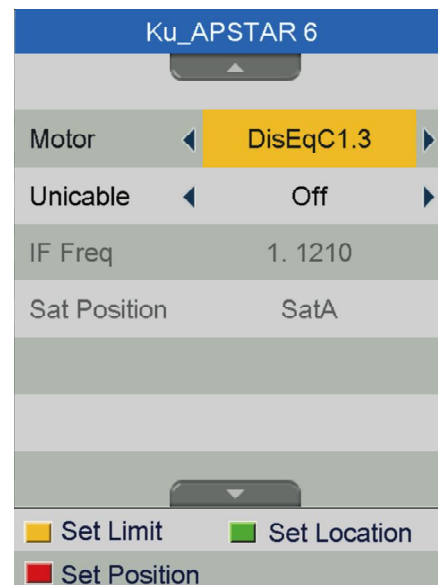 Ku_APSTAR 6
Motor DisEqC1.3
Unicable Off
IF Freq 1. 1210
Sat Position SatA
Set Limit Set Location
Set Position